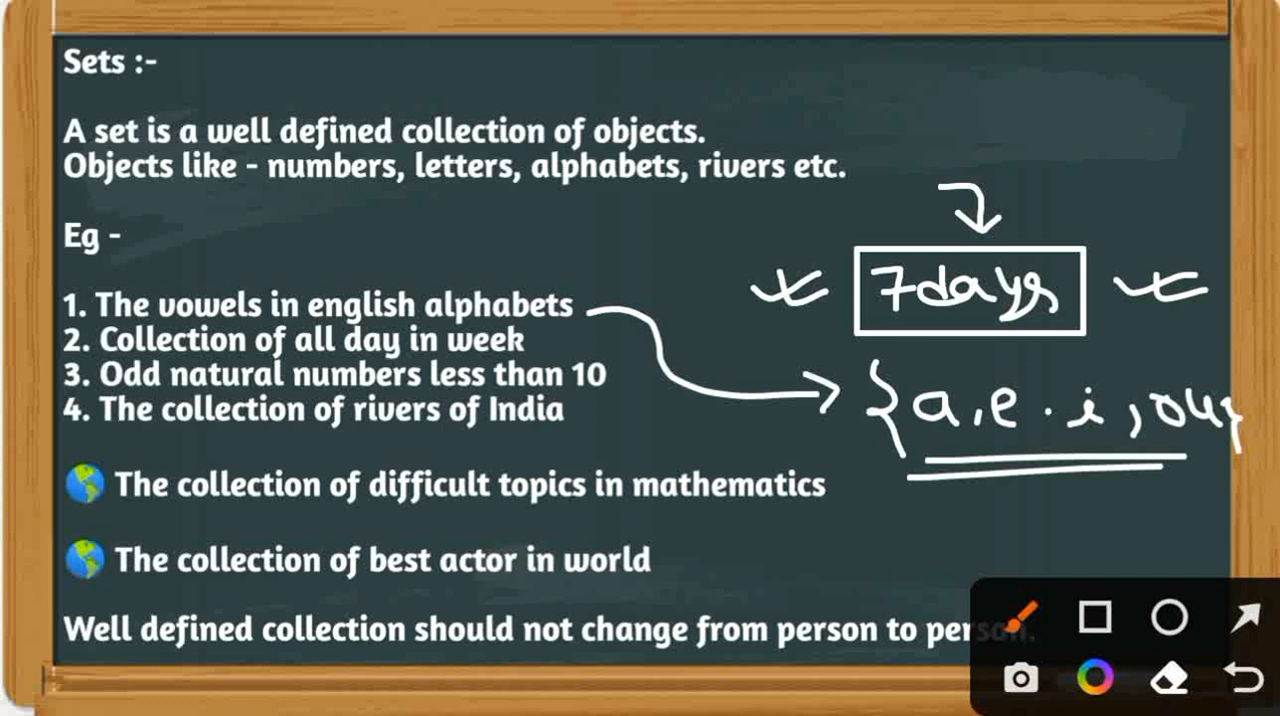 Sets :-
A set is a well defined collection of objects.
Objects like - numbers, letters, alphabets, rivers etc.
Eg -
1. The vowels in english alphabets
2. Collection of all day in week
3. Odd natural numbers less than 10
4. The collection of rivers of India
7days
{a,e.i,ou}
The collection of difficult topics in mathematics
The collection of best actor in world
Well defined collection should not change from person to person.